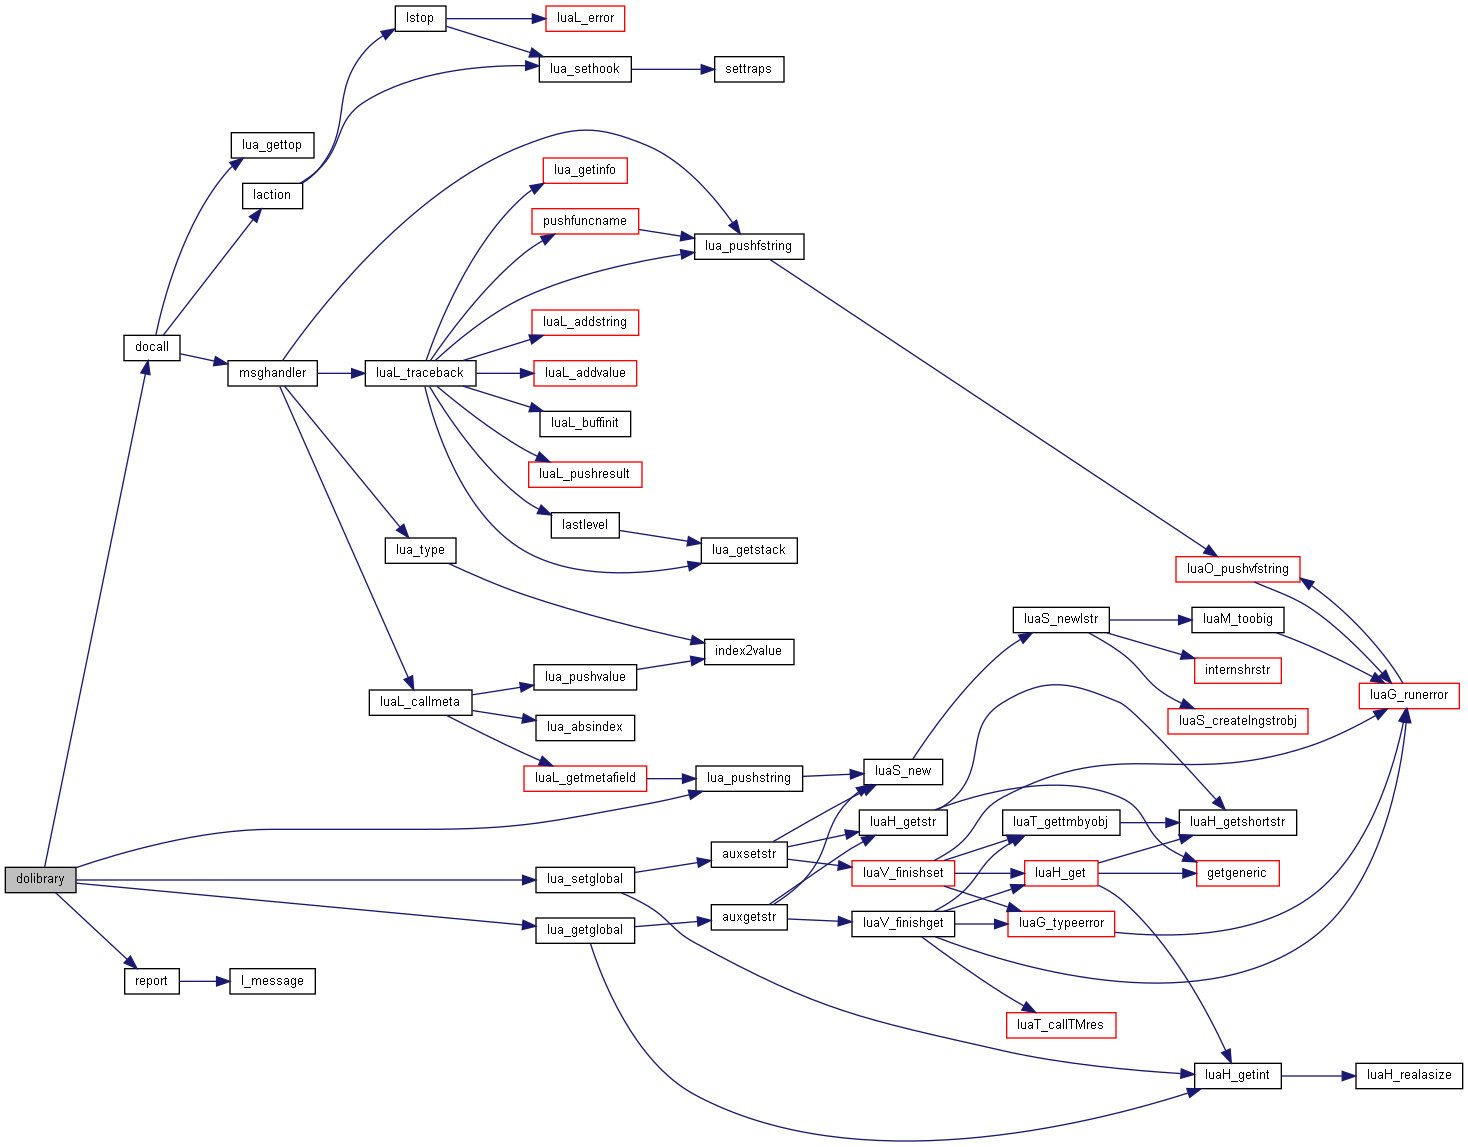 lstop
luaL_error
lua_sethook
settraps
lua_gettop
laction
lua_getinfo
pushfuncname
lua_pushfstring
docall
msghandler
luaL_traceback
luaL_addstring
luaL_addvalue
luaL_buffinit
luaL_pushresult
lastlevel
lua_type
lua_getstack
luaO_pushvfstring
luaS_newlstr
luaM_toobig
index2value
internshrstr
lua_pushvalue
luaL_callmeta
luaG_runerror
lua_absindex
luaS_createlngstrobj
luaL_getmetafield
lua_pushstring
luaS_new
luaH_getstr
luaT_gettmbyobj
luaH_getshortstr
auxsetstr
dolibrary
lua_setglobal
luaV_finishset
luaH_get
getgeneric
lua_getglobal
auxgetstr
luaV_finishget
luaG_typeerror
report
l_message
luaT_callTMres
luaH_getint
luaH_realasize